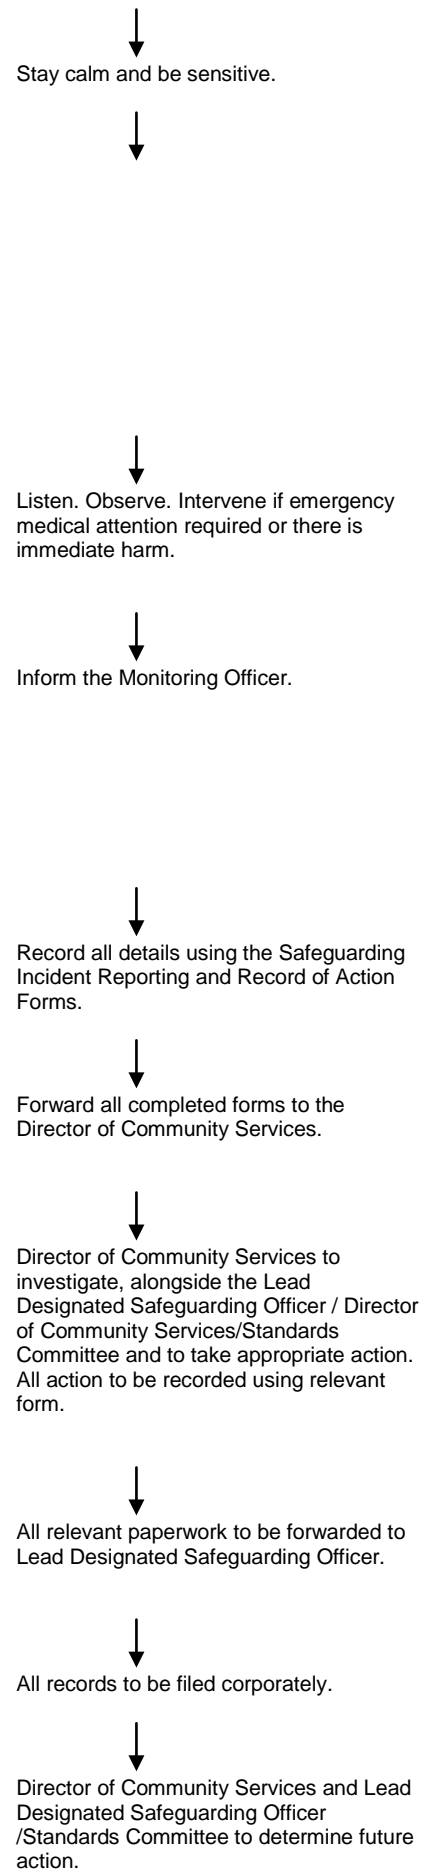 Stay calm and be sensitive.
Listen. Observe. Intervene if emergency
medical attention required or there is
immediate harm.
Inform the Monitoring Officer.
Record all details using the Safeguarding
Incident Reporting and Record of Action
Forms.
Forward all completed forms to the
Director of Community Services.
Director of Community Services to
investigate, alongside the Lead
Designated Safeguarding Officer / Director
of Community Services/Standards
Committee and to take appropriate action.
All action to be recorded using relevant
form.
All relevant paperwork to be forwarded to
Lead Designated Safeguarding Officer.
All records to be filed corporately.
Director of Community Services and Lead
Designated Safeguarding Officer
/Standards Committee to determine future
action.